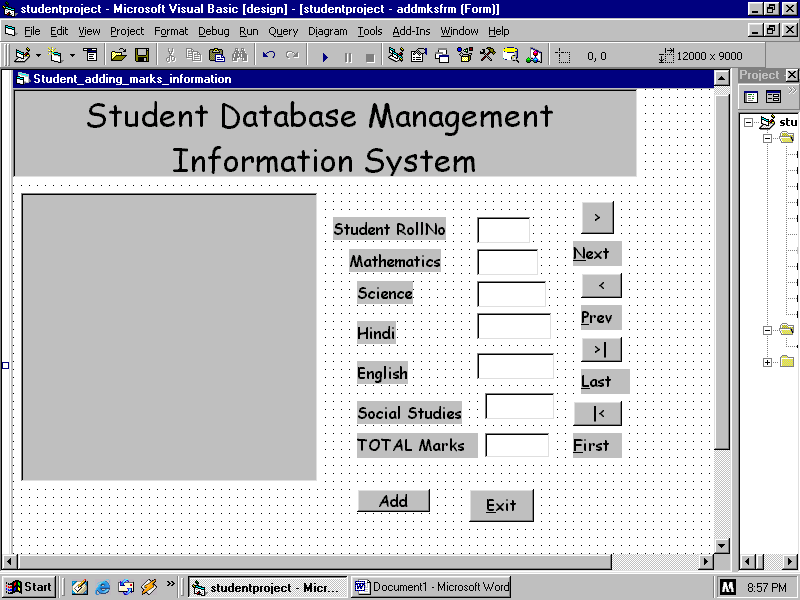 studentproject - Microsoft Visual Basic [design] - [studentproject - addmksfrm (Form)]
File Edit View Project Format Debug Run Query Diagram Tools Add-Ins Window Help
0, 0 12000 x 9000
Student_adding_marks_information
Project
Student Database Management
Information System
stu
>
Student RollNo
Next
Mathematics
<
Science
Prev
Hindi
>|
English
Last
Social Studies
|<
TOTAL Marks
First
Add
Exit
Start
studentproject - Micr...
Document1 - Microsoft Word
8:57 PM